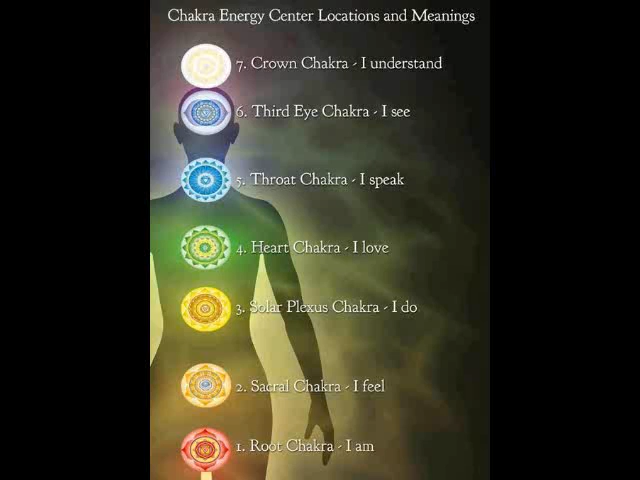 Chakra Energy Center Locations and Meanings
7. Crown Chakra - I understand
6. Third Eye Chakra - I see
5. Throat Chakra - I speak
4. Heart Chakra - I love
3. Solar Plexus Chakra - I do
2. Sacral Chakra - I feel
1. Root Chakra - I am